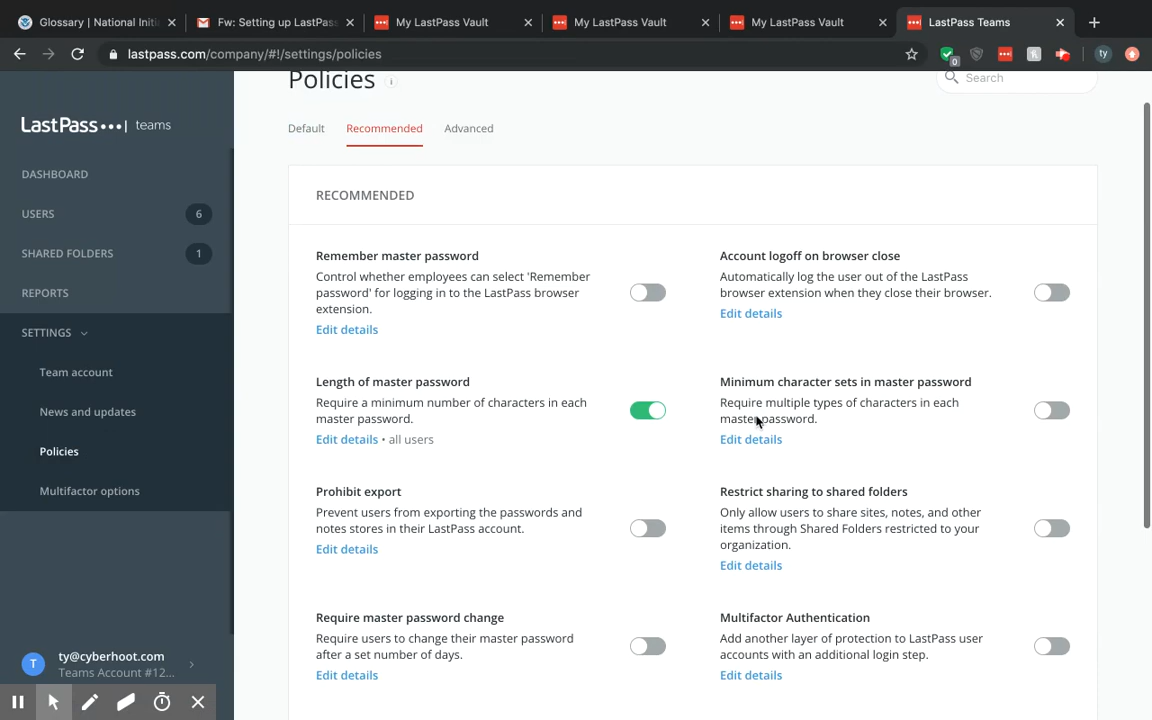 Glossary | National Initi
Fw: Setting up LastPas
My LastPass Vault
My LastPass Vault
My LastPass Vault
LastPass Teams
lastpass.com/company/#!/settings/policies
0
ty
Policies
i
Search
LastPass •••| teams
Default
Recommended
Advanced
DASHBOARD
USERS
6
SHARED FOLDERS
1
REPORTS
SETTINGS
Team account
News and updates
Policies
Multifactor options
RECOMMENDED
Remember master password
Control whether employees can select 'Remember
password' for logging in to the LastPass browser
extension.
Edit details
Account logoff on browser close
Automatically log the user out of the LastPass
browser extension when they close their browser.
Edit details
Length of master password
Require a minimum number of characters in each
master password.
Edit details • all users
Minimum character sets in master password
Require multiple types of characters in each
master password.
Edit details
Prohibit export
Prevent users from exporting the passwords and
notes stores in their LastPass account.
Edit details
Restrict sharing to shared folders
Only allow users to share sites, notes, and other
items through Shared Folders restricted to your
organization.
Edit details
Require master password change
Require users to change their master password
after a set number of days.
Edit details
Multifactor Authentication
Add another layer of protection to LastPass user
accounts with an additional login step.
Edit details
T
ty@cyberhoot.com
Teams Account #12...